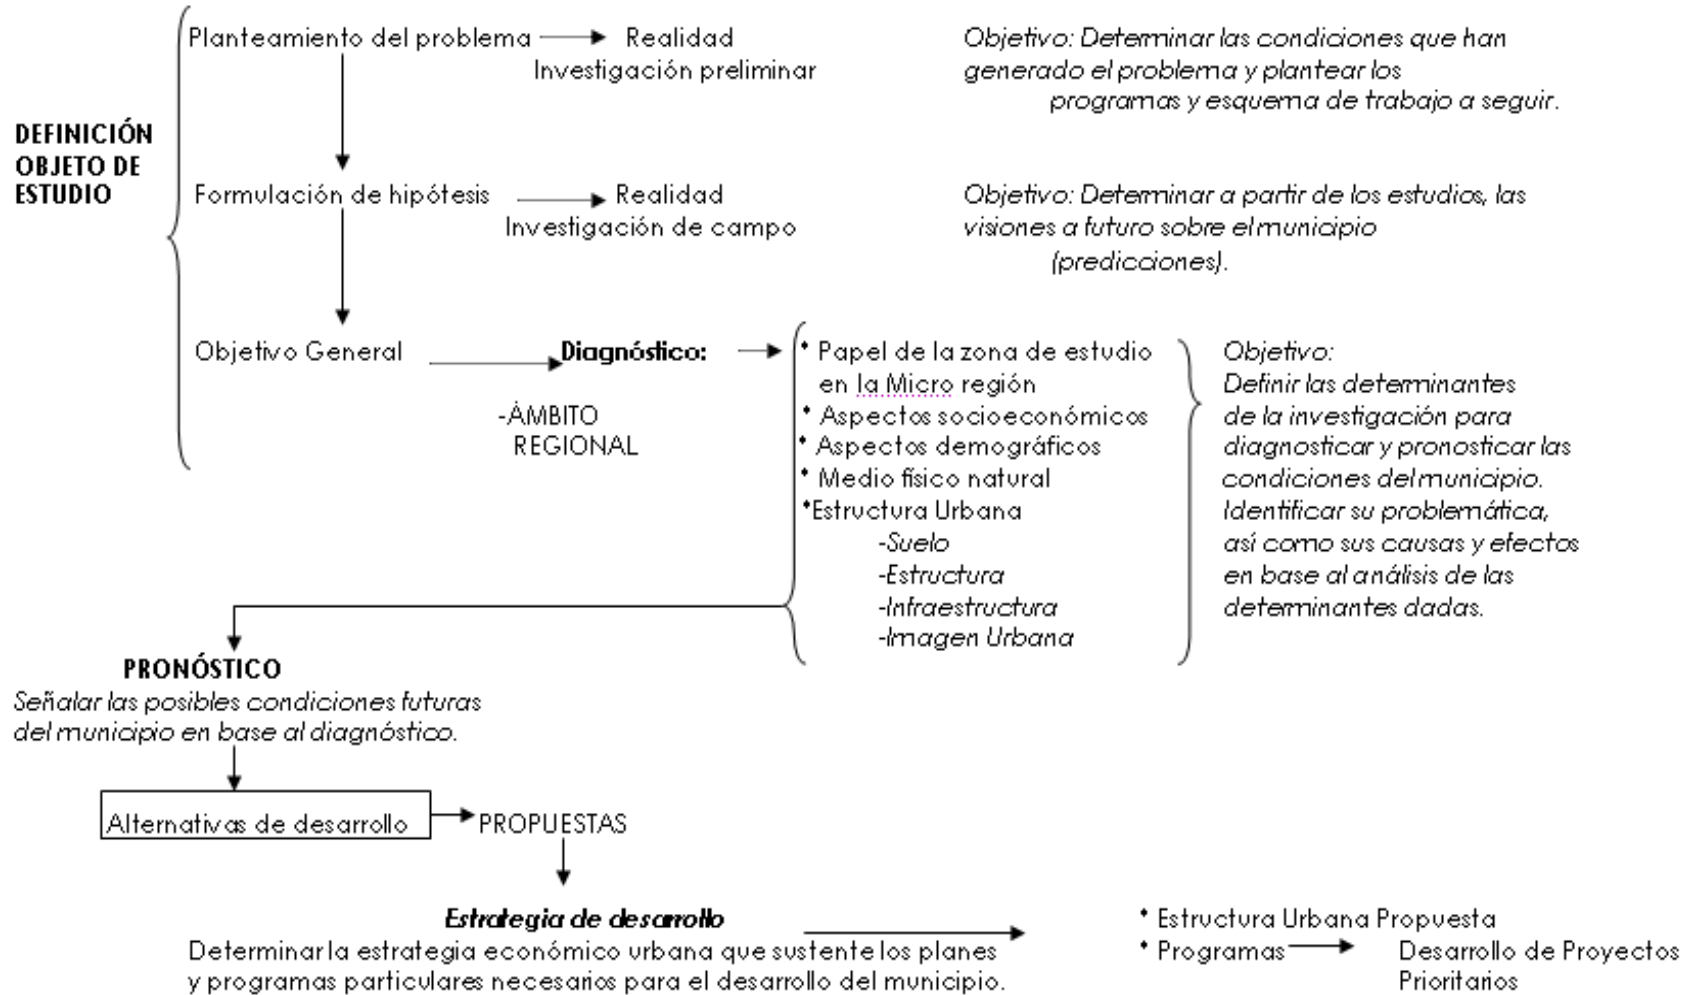 DEFINICIÓN
OBJETO DE
ESTUDIO
Planteamiento del problema
Realidad
Investigación preliminar
Objetivo: Determinar las condiciones que han
generado el problema y plantear los
programas y esquema de trabajo a seguir.
Formulación de hipótesis
Realidad
Investigación de campo
Objetivo: Determinar a partir de los estudios, las
visiones a futuro sobre el municipio
(predicciones).
Objetivo General
Diagnóstico:
-ÁMBITO
REGIONAL
* Papel de la zona de estudio
en la Micro región
* Aspectos socioeconómicos
* Aspectos demográficos
* Medio físico natural
*Estructura Urbana
-Suelo
-Estructura
-Infraestructura
-Imagen Urbana
Objetivo:
Definir las determinantes
de la investigación para
diagnosticar y pronosticar las
condiciones del municipio.
Identificar su problemática,
así como sus causas y efectos
en base al análisis de las
determinantes dadas.
PRONÓSTICO
Señalar las posibles condiciones futuras
del municipio en base al diagnóstico.
Alternativas de desarrollo
PROPUESTAS
Estrategia de desarrollo
Determinar la estrategia económico urbana que sustente los planes
y programas particulares necesarios para el desarrollo del municipio.
* Estructura Urbana Propuesta
* Programas
Desarrollo de Proyectos
Prioritarios